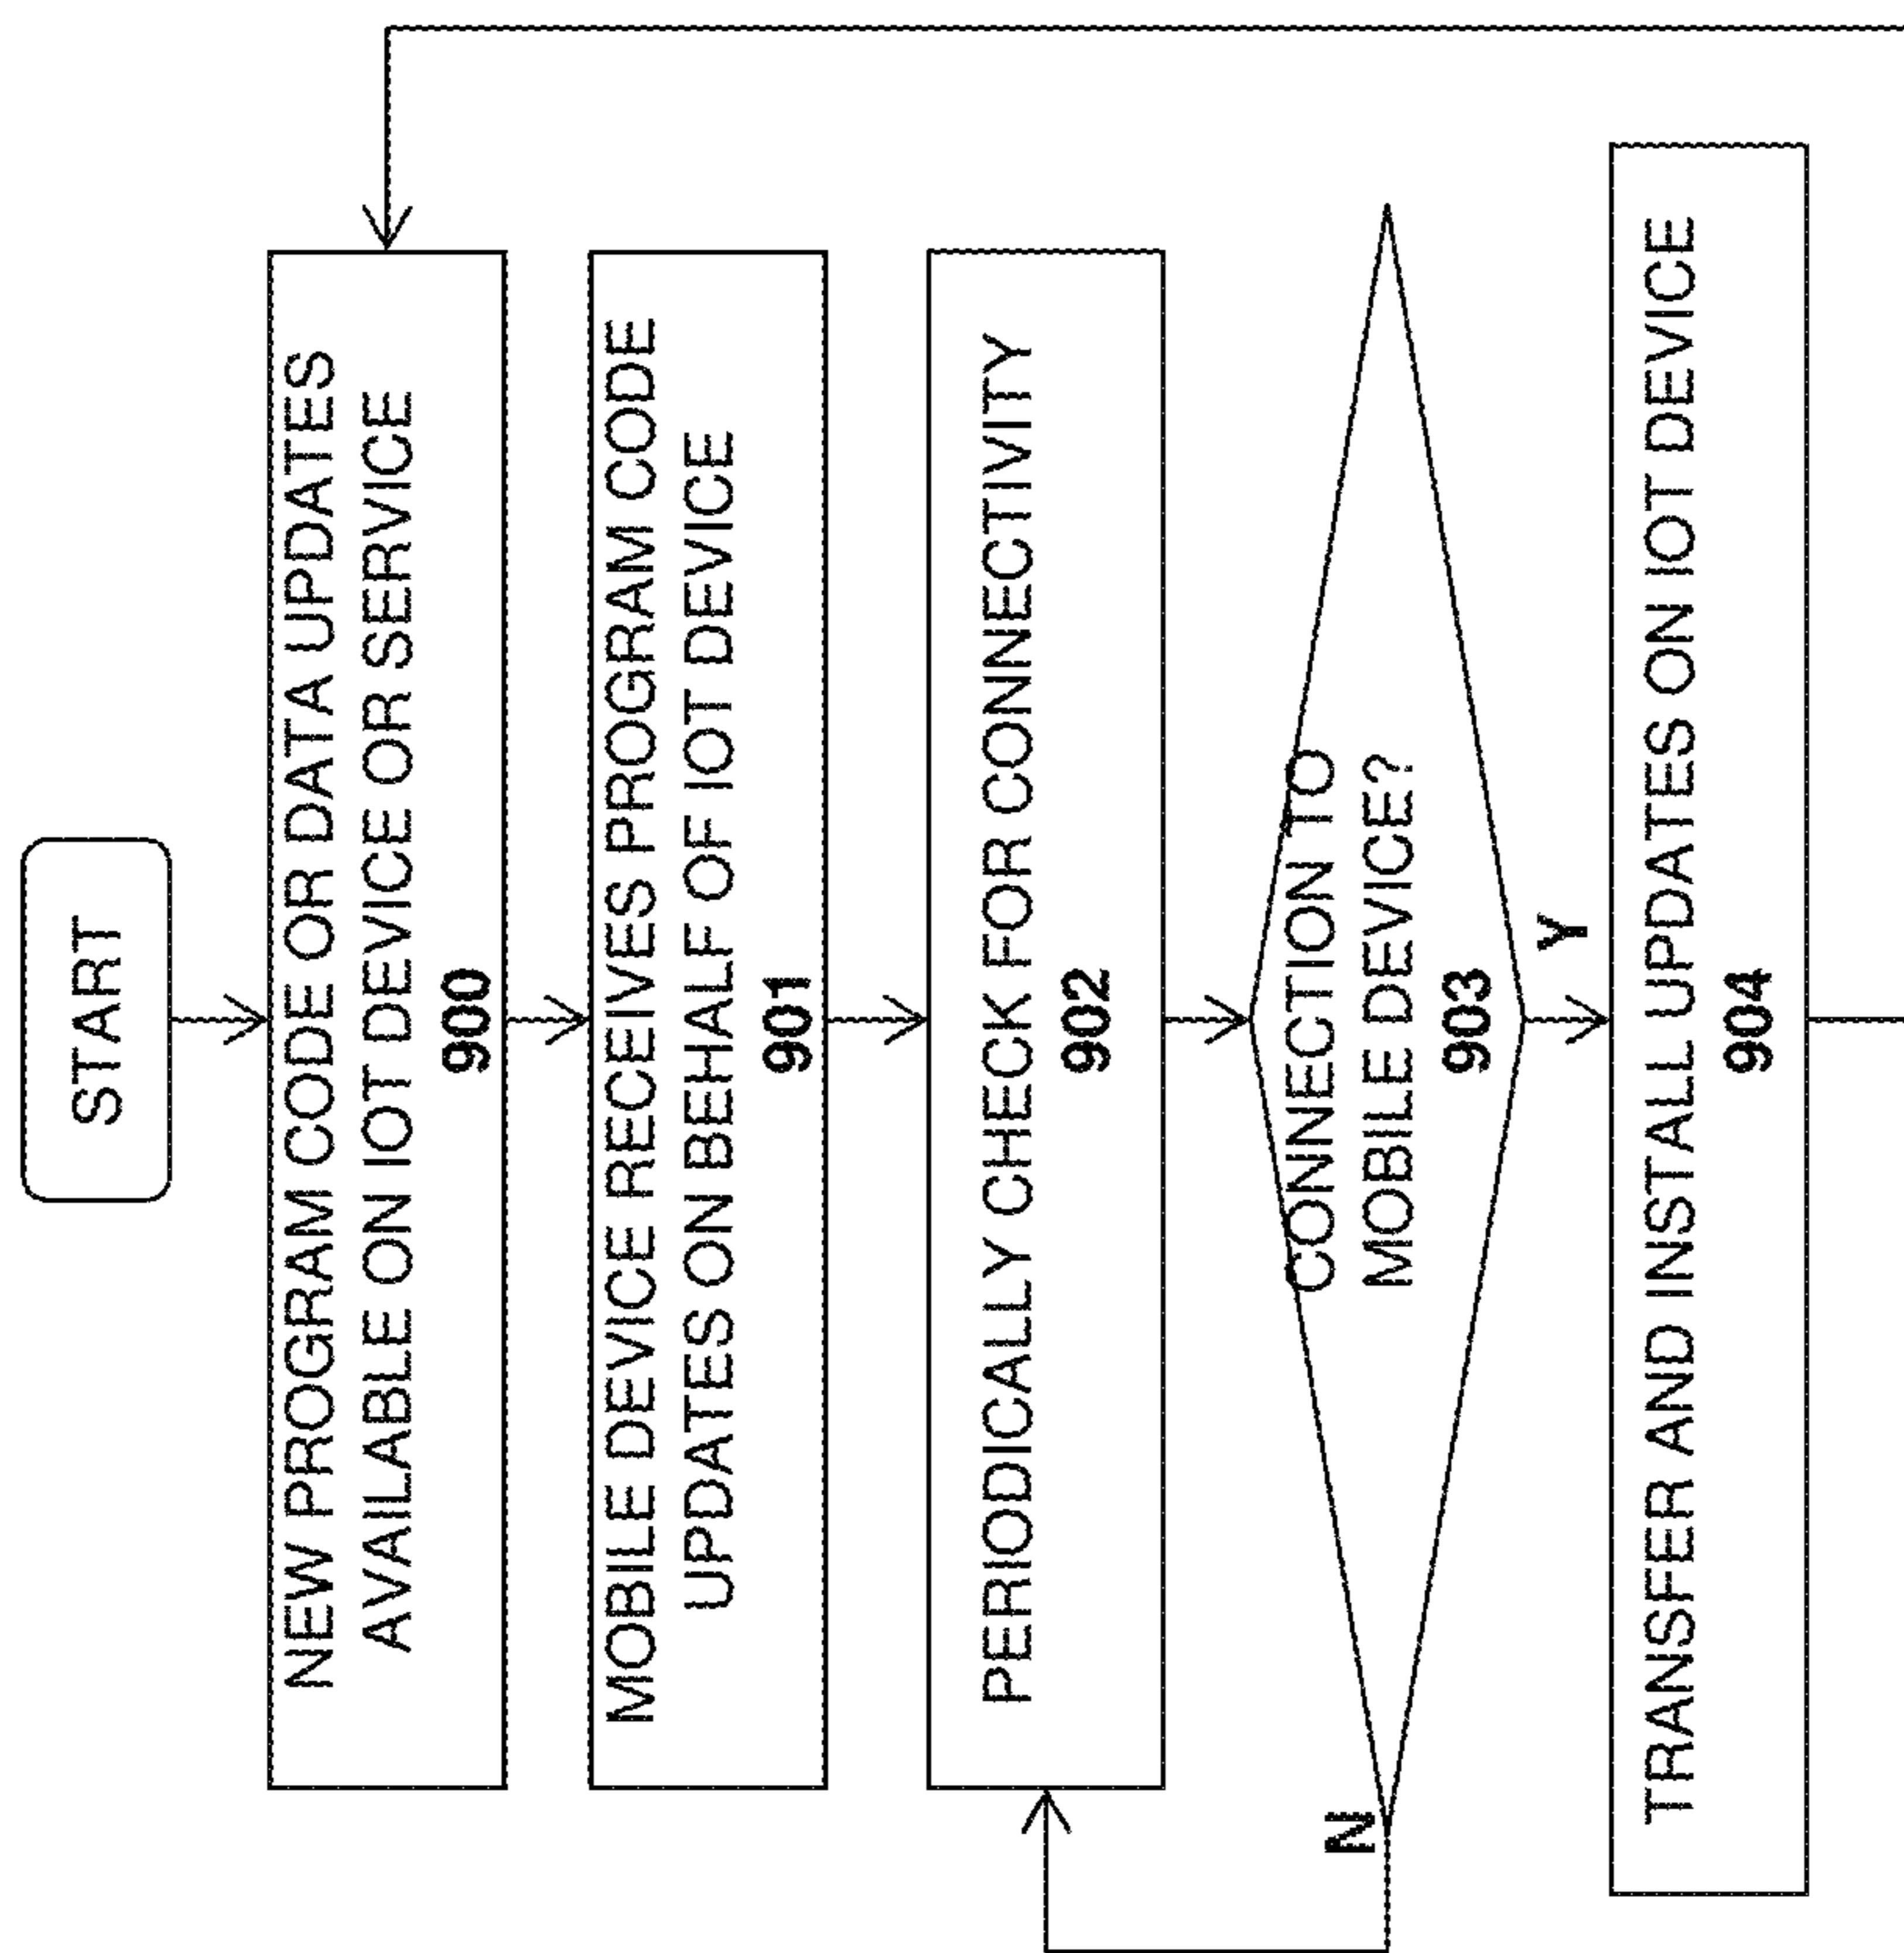 START
NEW PROGRAM CODE OR DATA UPDATES
AVAILABLE ON IOT DEVICE OR SERVICE
900
MOBILE DEVICE RECEIVES PROGRAM CODE
UPDATES ON BEHALF OF IOT DEVICE
901
PERIODICALLY CHECK FOR CONNECTIVITY
902
CONNECTION TO
MOBILE DEVICE?
903
N
Y
TRANSFER AND INSTALL UPDATES ON IOT DEVICE
904